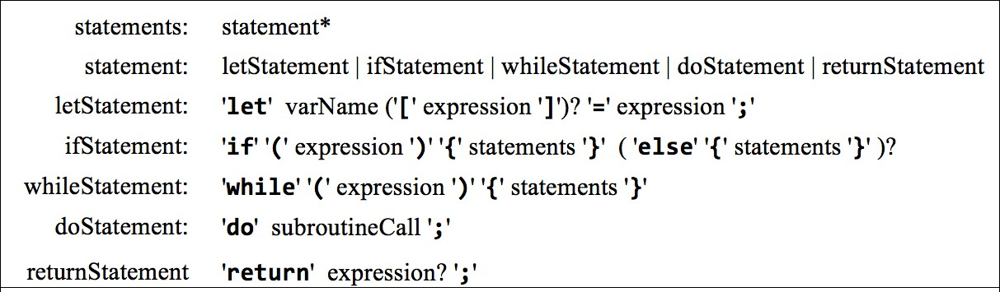 statements: statement*
statement: letStatement | ifStatement | whileStatement | doStatement | returnStatement
letStatement: 'let' varName ('[' expression ']')? '=' expression ';'
ifStatement: 'if' '(' expression ')' '{' statements '}' ( 'else' '{' statements '}' )?
whileStatement: 'while' '(' expression ')' '{' statements '}'
doStatement: 'do' subroutineCall ';'
returnStatement 'return' expression? ';'